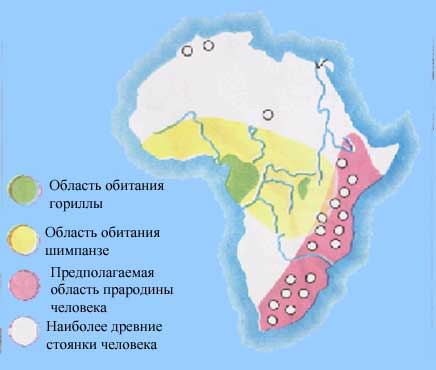 Область обитания
гориллы
Область обитания
шимпанзе
Предполагаемая
область прародины
человека
Наиболее древние
стоянки человека